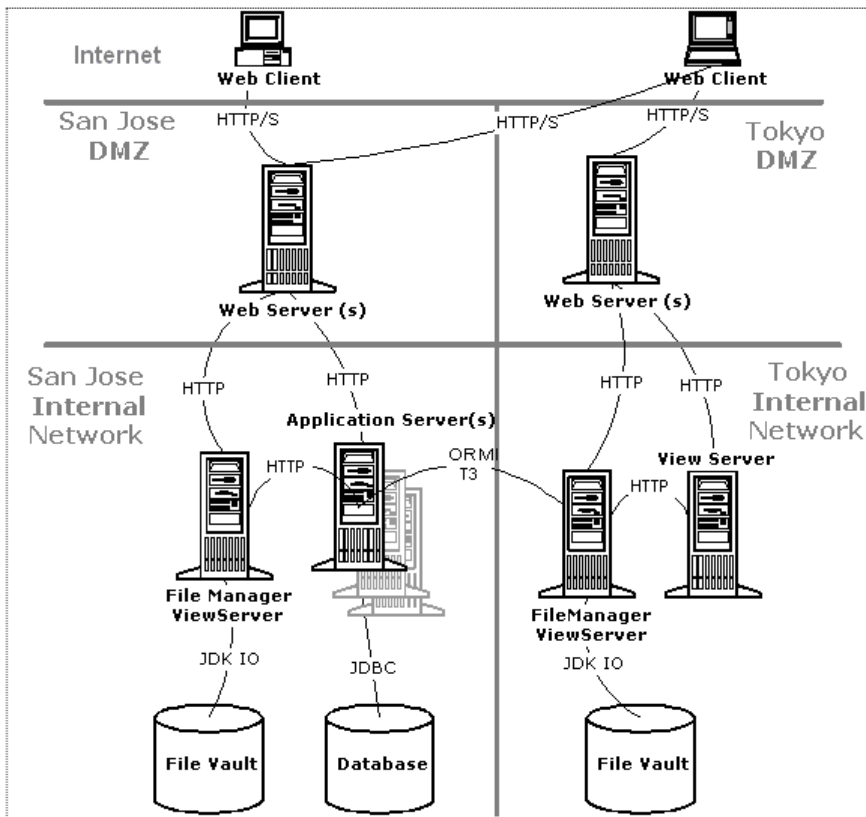 Internet
Web Client
Web Client
San Jose
DMZ
HTTP/S
HTTP/S
HTTP/S
Tokyo
DMZ
Web Server (s)
Web Server (s)
San Jose
Internal
Network
HTTP
HTTP
HTTP
HTTP
Tokyo
Internal
Network
Application Server(s)
ORMI
T3
View Server
HTTP
HTTP
File Manager
ViewServer
FileManager
ViewServer
JDK IO
JDBC
JDK IO
File Vault
Database
File Vault